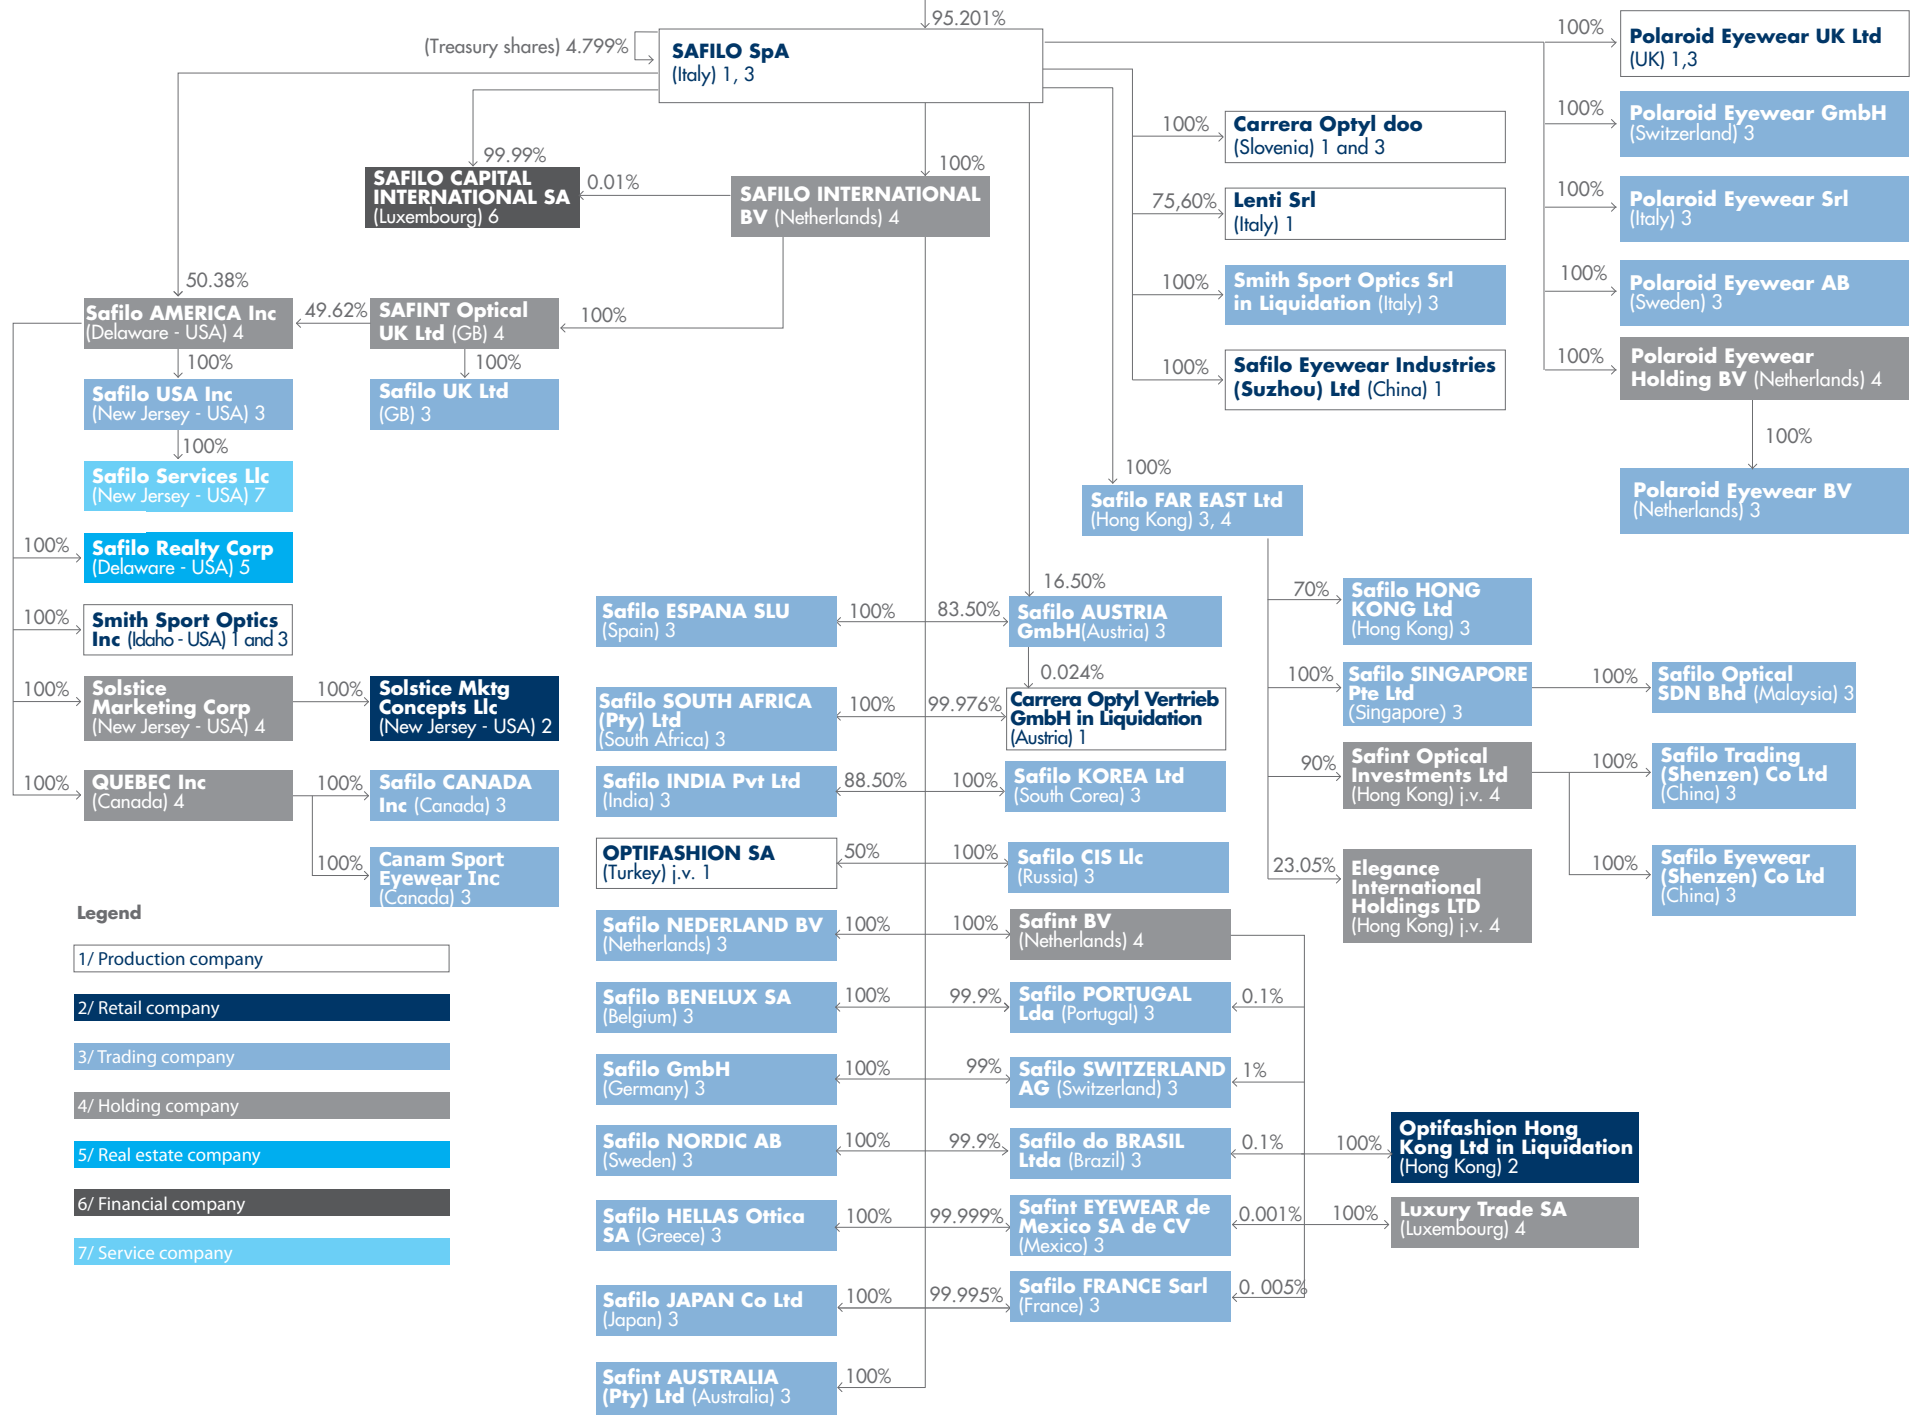 95.201%
(Treasury shares) 4.799%
SAFILO SpA
(Italy) 1, 3
100%
Polaroid Eyewear UK Ltd
(UK) 1,3
100%
Polaroid Eyewear GmbH
(Switzerland) 3
100%
Carrera Optyl doo
(Slovenia) 1 and 3
99.99%
SAFILO CAPITAL
INTERNATIONAL SA
(Luxembourg) 6
0.01%
100%
SAFILO INTERNATIONAL
BV (Netherlands) 4
75,60%
Lenti Srl
(Italy) 1
100%
Polaroid Eyewear Srl
(Italy) 3
50.38%
100%
Smith Sport Optics Srl
in Liquidation (Italy) 3
100%
Polaroid Eyewear AB
(Sweden) 3
Safilo AMERICA Inc
(Delaware - USA) 4
49.62%
SAFINT Optical
UK Ltd (GB) 4
100%
100%
Safilo Eyewear Industries
(Suzhou) Ltd (China) 1
100%
Polaroid Eyewear
Holding BV (Netherlands) 4
100%
100%
Safilo USA Inc
(New Jersey - USA) 3
Safilo UK Ltd
(GB) 3
100%
100%
Safilo Services Llc
(New Jersey - USA) 7
100%
Safilo FAR EAST Ltd
(Hong Kong) 3, 4
Polaroid Eyewear BV
(Netherlands) 3
100%
Safilo Realty Corp
(Delaware - USA) 5
100%
Smith Sport Optics
Inc (Idaho - USA) 1 and 3
Safilo ESPANA SLU
(Spain) 3
100%
83.50%
16.50%
Safilo AUSTRIA
GmbH(Austria) 3
70%
Safilo HONG
KONG Ltd
(Hong Kong) 3
100%
Solstice
Marketing Corp
(New Jersey - USA) 4
100%
Solstice Mktg
Concepts Llc
(New Jersey - USA) 2
Safilo SOUTH AFRICA
(Pty) Ltd
(South Africa) 3
100%
99.976%
0.024%
Carrera Optyl Vertrieb
GmbH in Liquidation
(Austria) 1
100%
Safilo SINGAPORE
Pte Ltd
(Singapore) 3
100%
Safilo Optical
SDN Bhd (Malaysia) 3
100%
QUEBEC Inc
(Canada) 4
100%
Safilo CANADA
Inc (Canada) 3
Safilo INDIA Pvt Ltd
(India) 3
88.50%
100%
Safilo KOREA Ltd
(South Corea) 3
90%
Safint Optical
Investments Ltd
(Hong Kong) j.v. 4
100%
Safilo Trading
(Shenzen) Co Ltd
(China) 3
100%
Canam Sport
Eyewear Inc
(Canada) 3
OPTIFASHION SA
(Turkey) j.v. 1
50%
100%
Safilo CIS Llc
(Russia) 3
23.05%
Elegance
International
Holdings LTD
(Hong Kong) j.v. 4
100%
Safilo Eyewear
(Shenzen) Co Ltd
(China) 3
Legend
1/ Production company
2/ Retail company
3/ Trading company
4/ Holding company
5/ Real estate company
6/ Financial company
7/ Service company
Safilo NEDERLAND BV
(Netherlands) 3
100%
100%
Safint BV
(Netherlands) 4
Safilo BENELUX SA
(Belgium) 3
100%
99.9%
Safilo PORTUGAL
Lda (Portugal) 3
0.1%
Safilo GmbH
(Germany) 3
100%
99%
Safilo SWITZERLAND
AG (Switzerland) 3
1%
Safilo NORDIC AB
(Sweden) 3
100%
99.9%
Safilo do BRASIL
Ltda (Brazil) 3
0.1%
100%
Optifashion Hong
Kong Ltd in Liquidation
(Hong Kong) 2
Safilo HELLAS Ottica
SA (Greece) 3
100%
99.999%
Safint EYEWEAR de
Mexico SA de CV
(Mexico) 3
0.001%
100%
Luxury Trade SA
(Luxembourg) 4
Safilo JAPAN Co Ltd
(Japan) 3
100%
99.995%
Safilo FRANCE Sarl
(France) 3
0. 005%
Safint AUSTRALIA
(Pty) Ltd (Australia) 3
100%